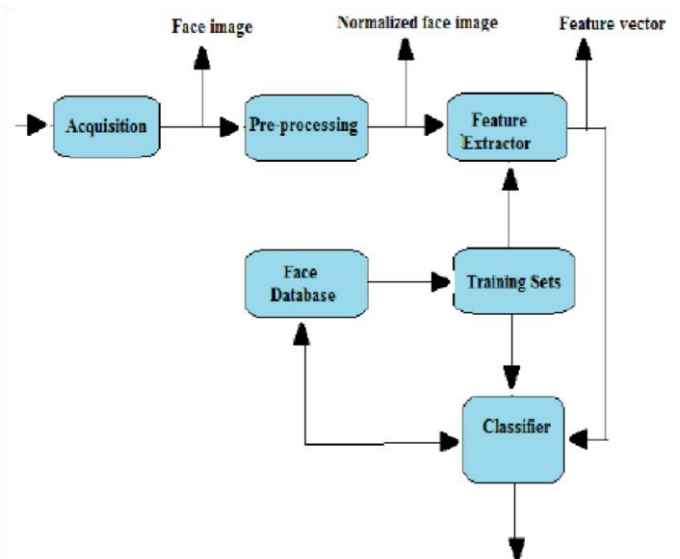 Face image
Normalized face image
Feature vector
Acquisition
Pre-processing
Feature
Extractor
Face
Database
Training Sets
Classifier